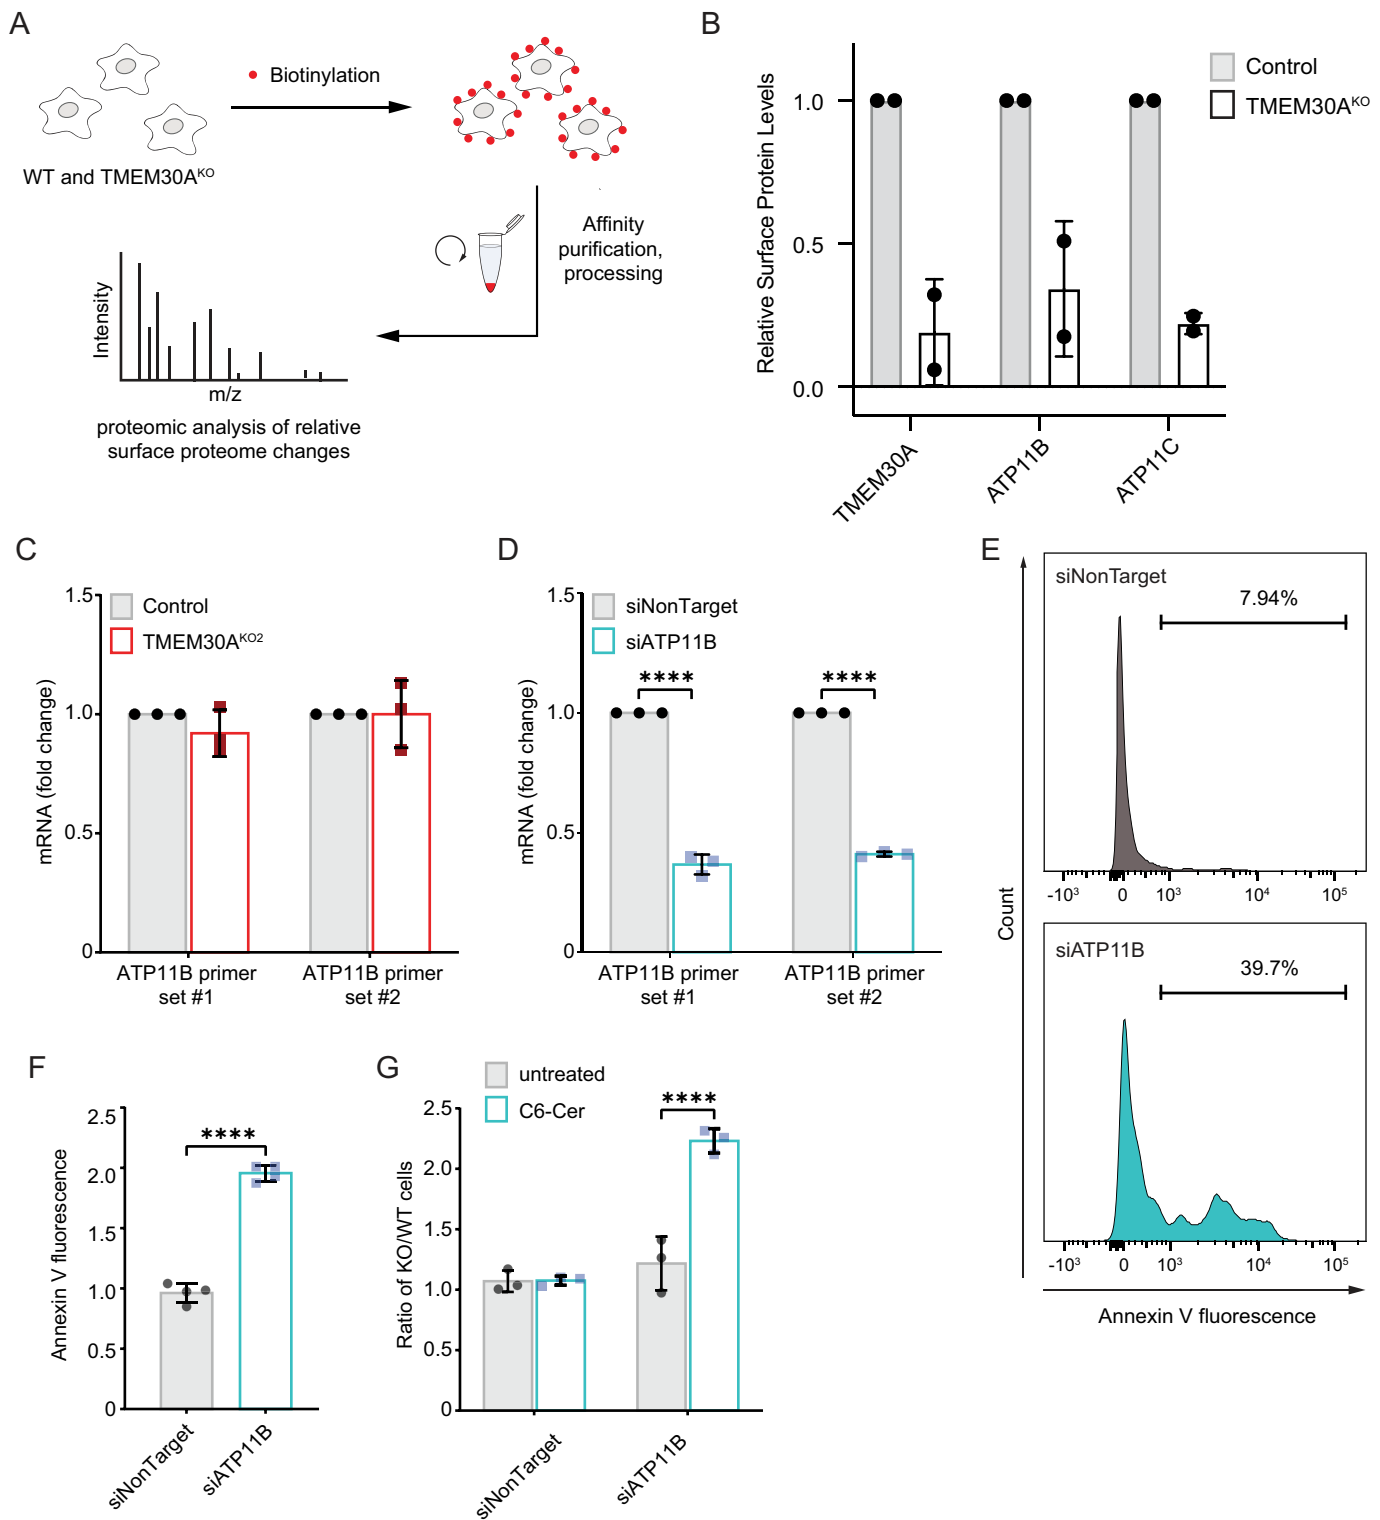 A
Biotinylation
WT and TMEM30AKO
Affinity
purification,
processing
Intensity
m/z
proteomic analysis of relative
surface proteome changes
B
Control
TMEM30AKO
Relative Surface Protein Levels
1.0
0.5
0.0
TMEM30A
ATP11B
ATP11C
C
Control
TMEM30AKO2
mRNA (fold change)
1.5
1.0
0.5
0
ATP11B primer
set #1
ATP11B primer
set #2
D
siNonTarget
siATP11B
mRNA (fold change)
1.5
1.0
0.5
0
****
****
ATP11B primer
set #1
ATP11B primer
set #2
E
Count
siNonTarget
7.94%
-10³
0
10³
10⁴
10⁵
siATP11B
39.7%
-10³
0
10³
10⁴
10⁵
Annexin V fluorescence
F
Annexin V fluorescence
2.5
2.0
1.5
1.0
0.5
0
****
siNonTarget
siATP11B
G
untreated
C6-Cer
Ratio of KO/WT cells
2.5
2.0
1.5
1.0
0.5
0
****
siNonTarget
siATP11B